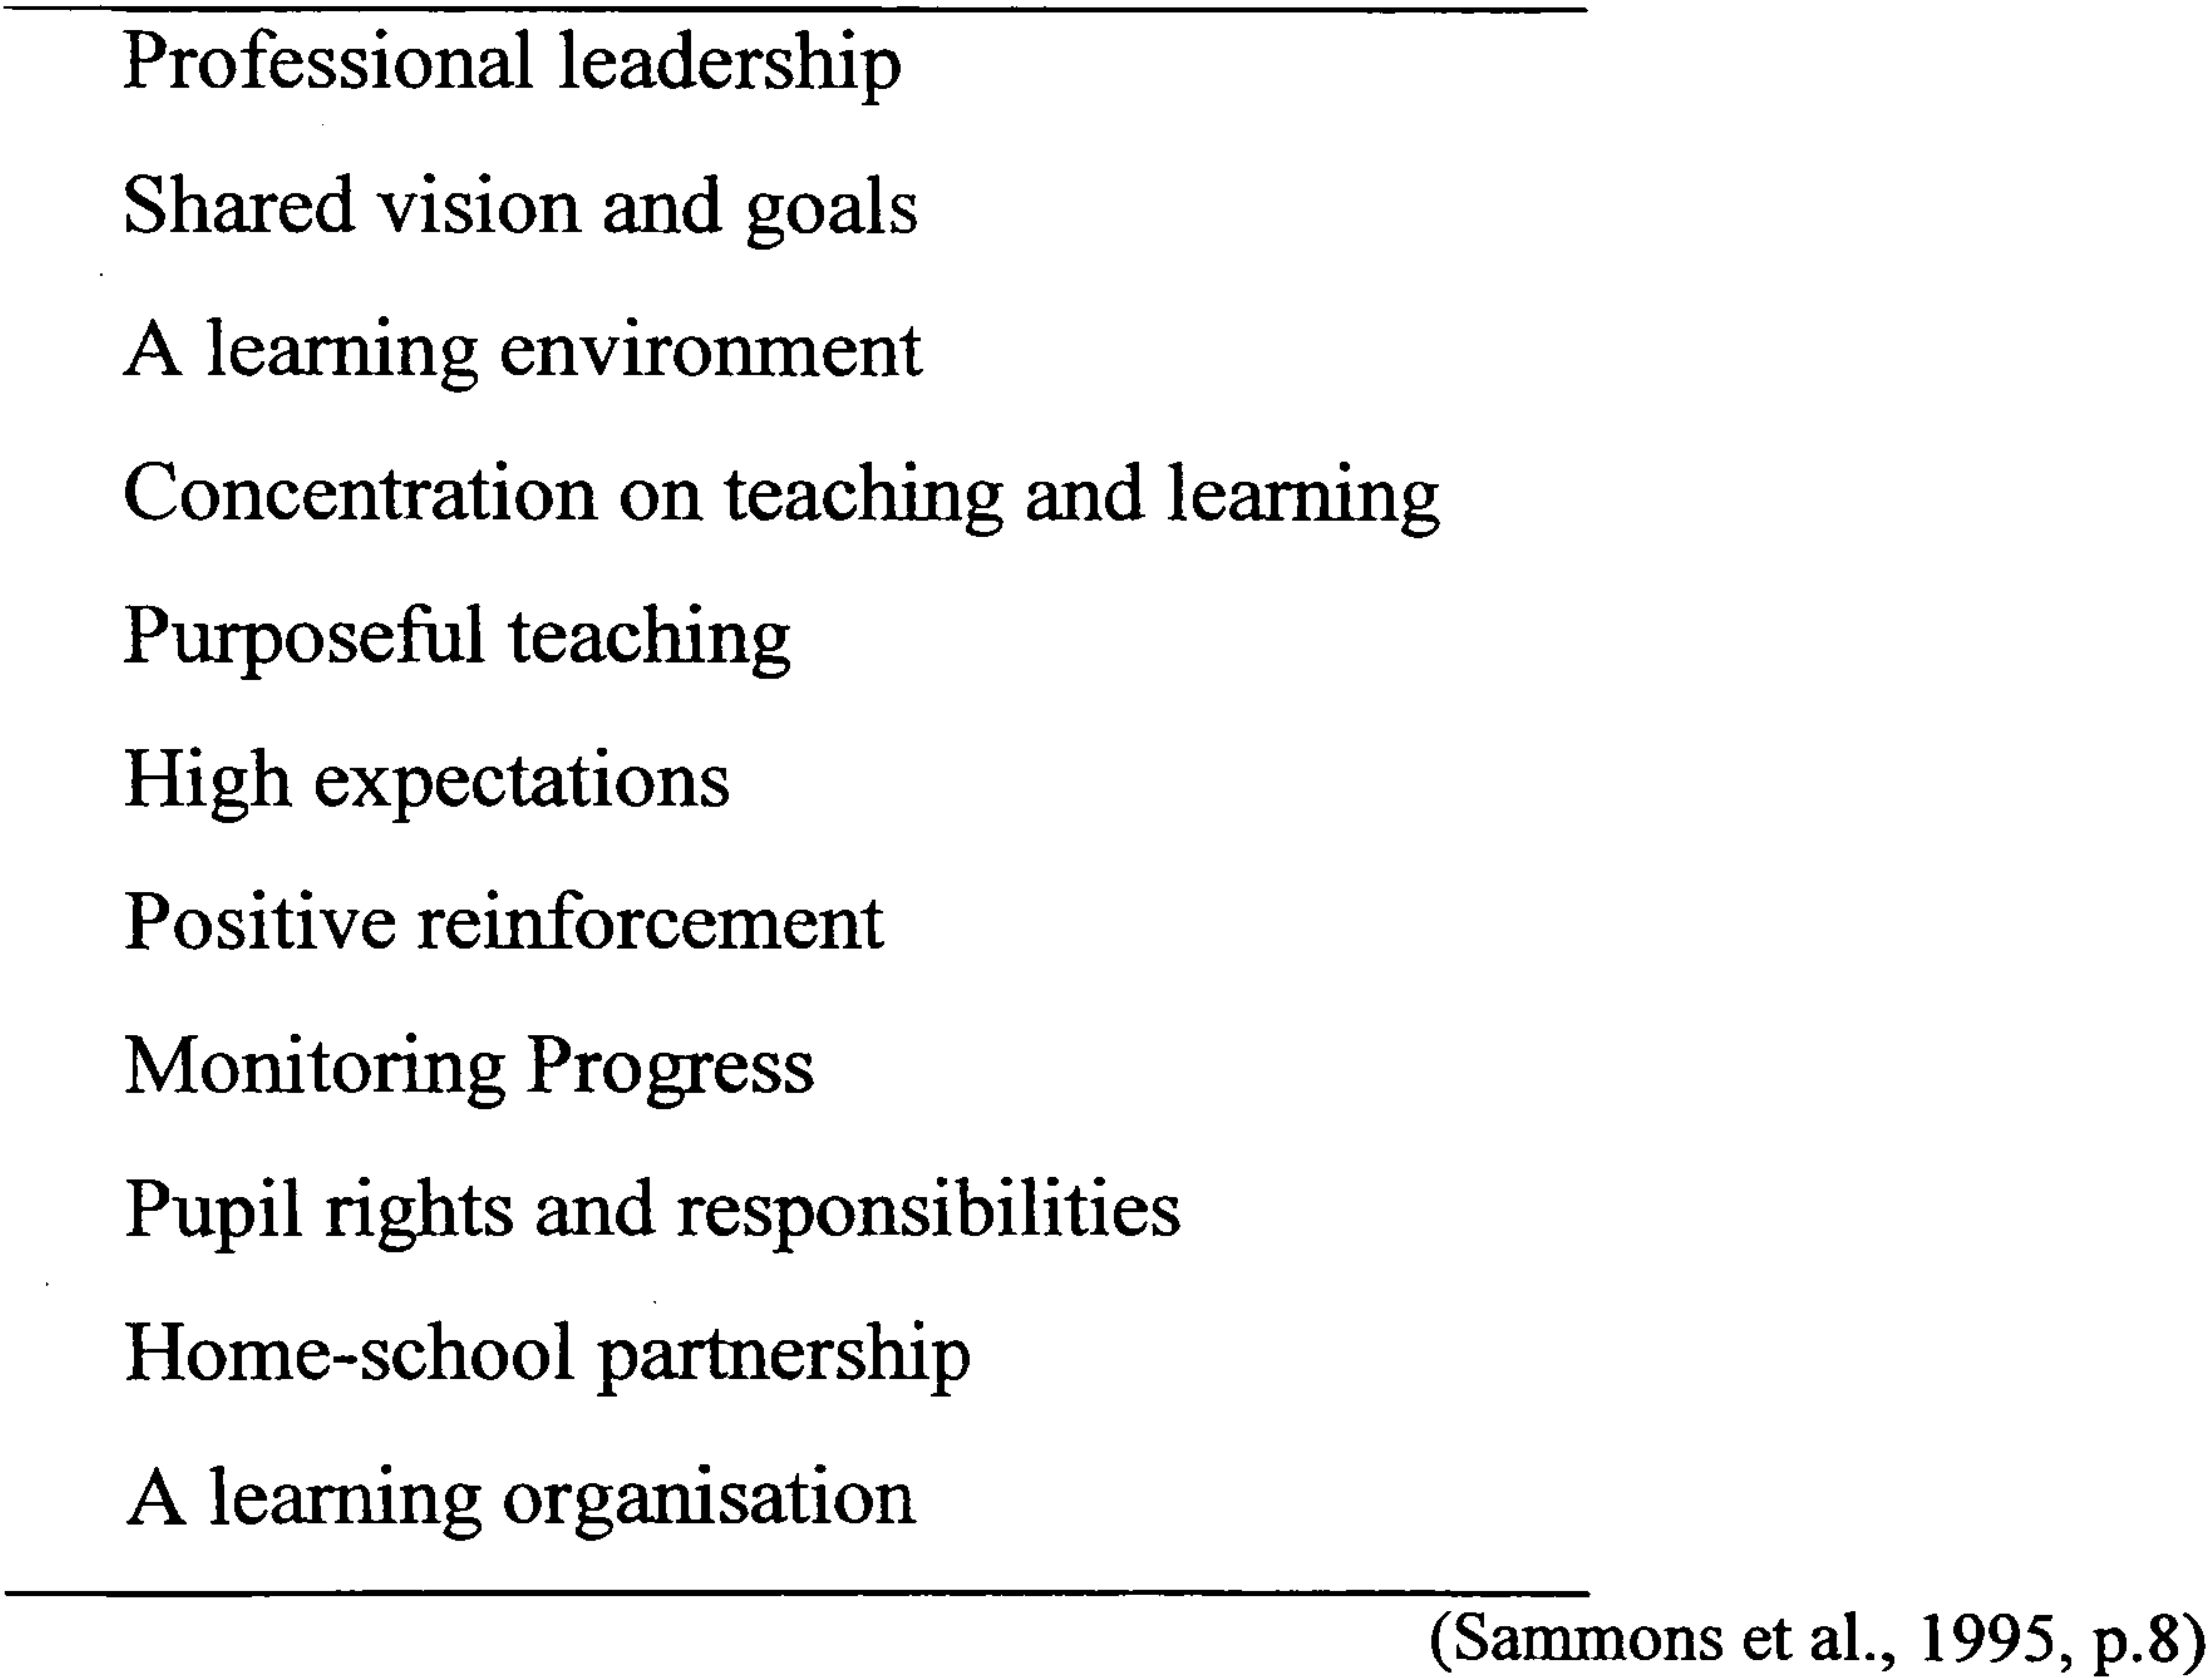 Professional leadership
Shared vision and goals
A learning environment
Concentration on teaching and learning
Purposeful teaching
High expectations
Positive reinforcement
Monitoring Progress
Pupil rights and responsibilities
Home-school partnership
A learning organisation
(Sammons et al., 1995, p.8)